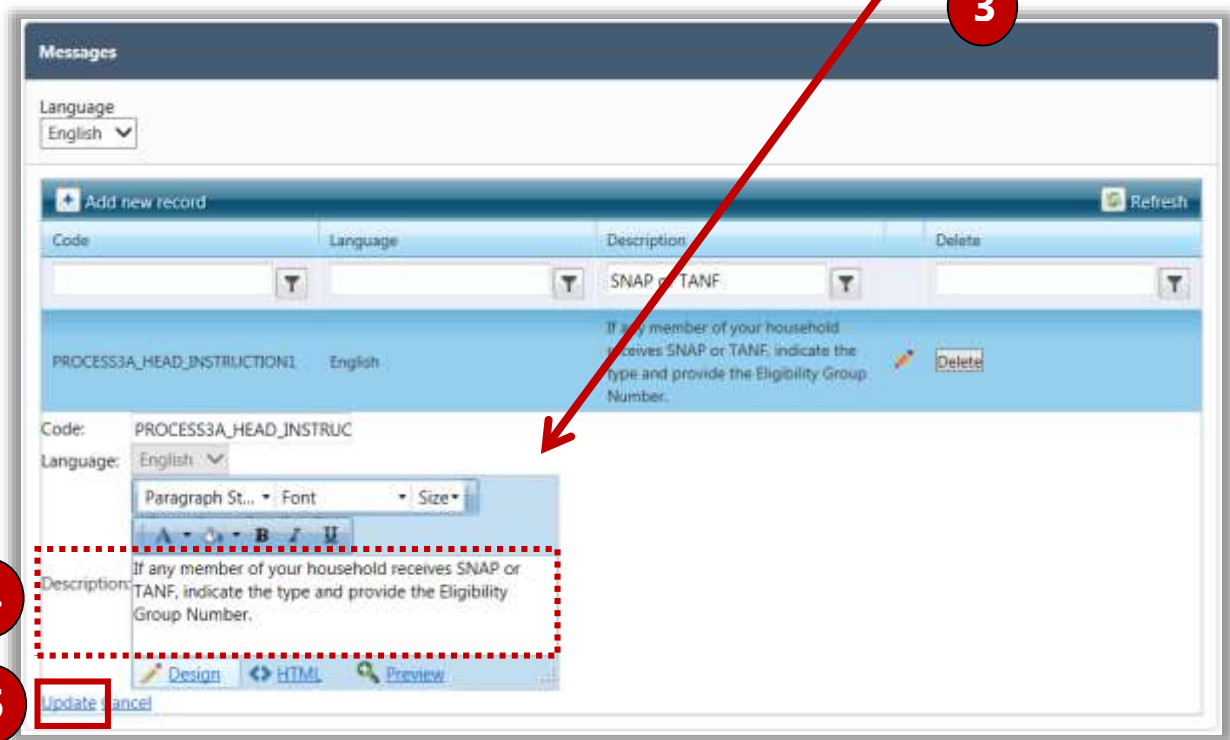 3
Messages
Language
English
Add new record Refresh
Code Language Description Delete
SNAP or TANF
If any member of your household
PROCESS3A_HEAD_INSTRUCTION1 English receives SNAP or TANF, indicate the Delete
type and provide the Eligibility Group
Number.
Code: PROCESS3A_HEAD_INSTRUC
Language: English
Paragraph St... Font Size
A B I U
If any member of your household receives SNAP or
Description: TANF, indicate the type and provide the Eligibility
Group Number.
Design HTML Preview
5
Update Cancel